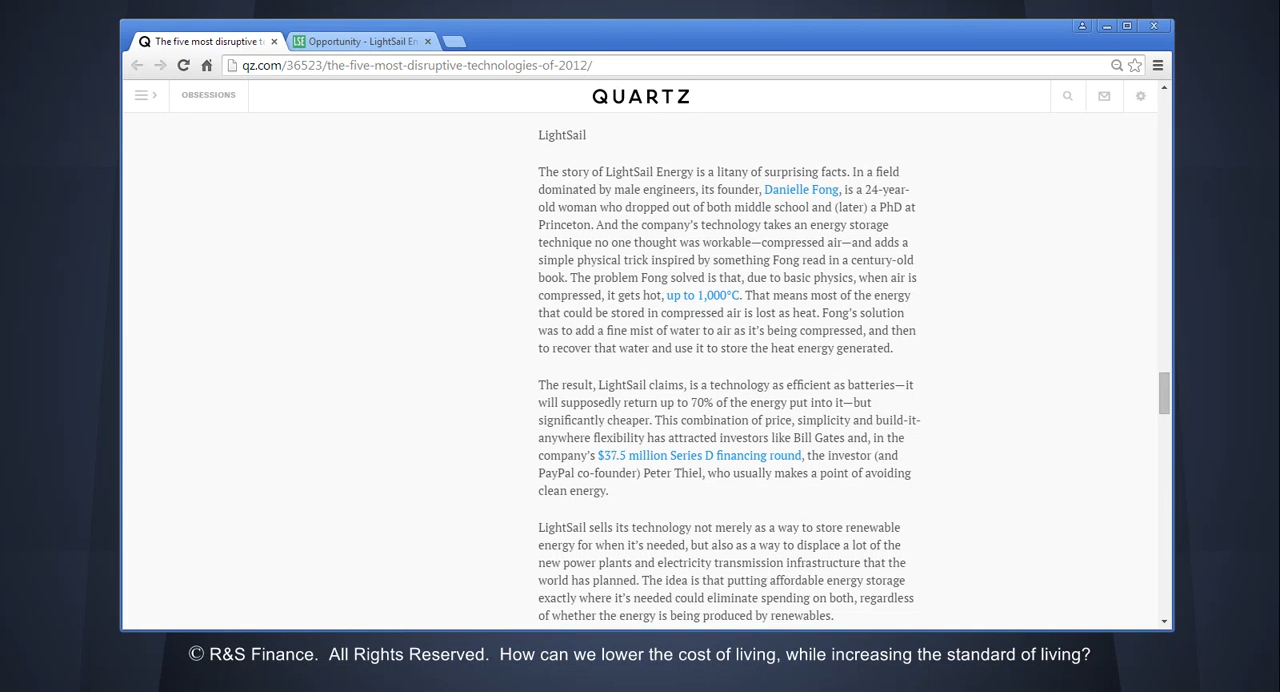 The five most disruptive t
LSE Opportunity - LightSail En
qz.com/36523/the-five-most-disruptive-technologies-of-2012/
OBSESSIONS
QUARTZ
LightSail
The story of LightSail Energy is a litany of surprising facts. In a field
dominated by male engineers, its founder, Danielle Fong, is a 24-year-
old woman who dropped out of both middle school and (later) a PhD at
Princeton. And the company's technology takes an energy storage
technique no one thought was workable—compressed air—and adds a
simple physical trick inspired by something Fong read in a century-old
book. The problem Fong solved is that, due to basic physics, when air is
compressed, it gets hot, up to 1,000°C. That means most of the energy
that could be stored in compressed air is lost as heat. Fong's solution
was to add a fine mist of water to air as it's being compressed, and then
to recover that water and use it to store the heat energy generated.
The result, LightSail claims, is a technology as efficient as batteries—it
will supposedly return up to 70% of the energy put into it—but
significantly cheaper. This combination of price, simplicity and build-it-
anywhere flexibility has attracted investors like Bill Gates and, in the
company's $37.5 million Series D financing round, the investor (and
PayPal co-founder) Peter Thiel, who usually makes a point of avoiding
clean energy.
LightSail sells its technology not merely as a way to store renewable
energy for when it's needed, but also as a way to displace a lot of the
new power plants and electricity transmission infrastructure that the
world has planned. The idea is that putting affordable energy storage
exactly where it's needed could eliminate spending on both, regardless
of whether the energy is being produced by renewables.
© R&S Finance. All Rights Reserved. How can we lower the cost of living, while increasing the standard of living?